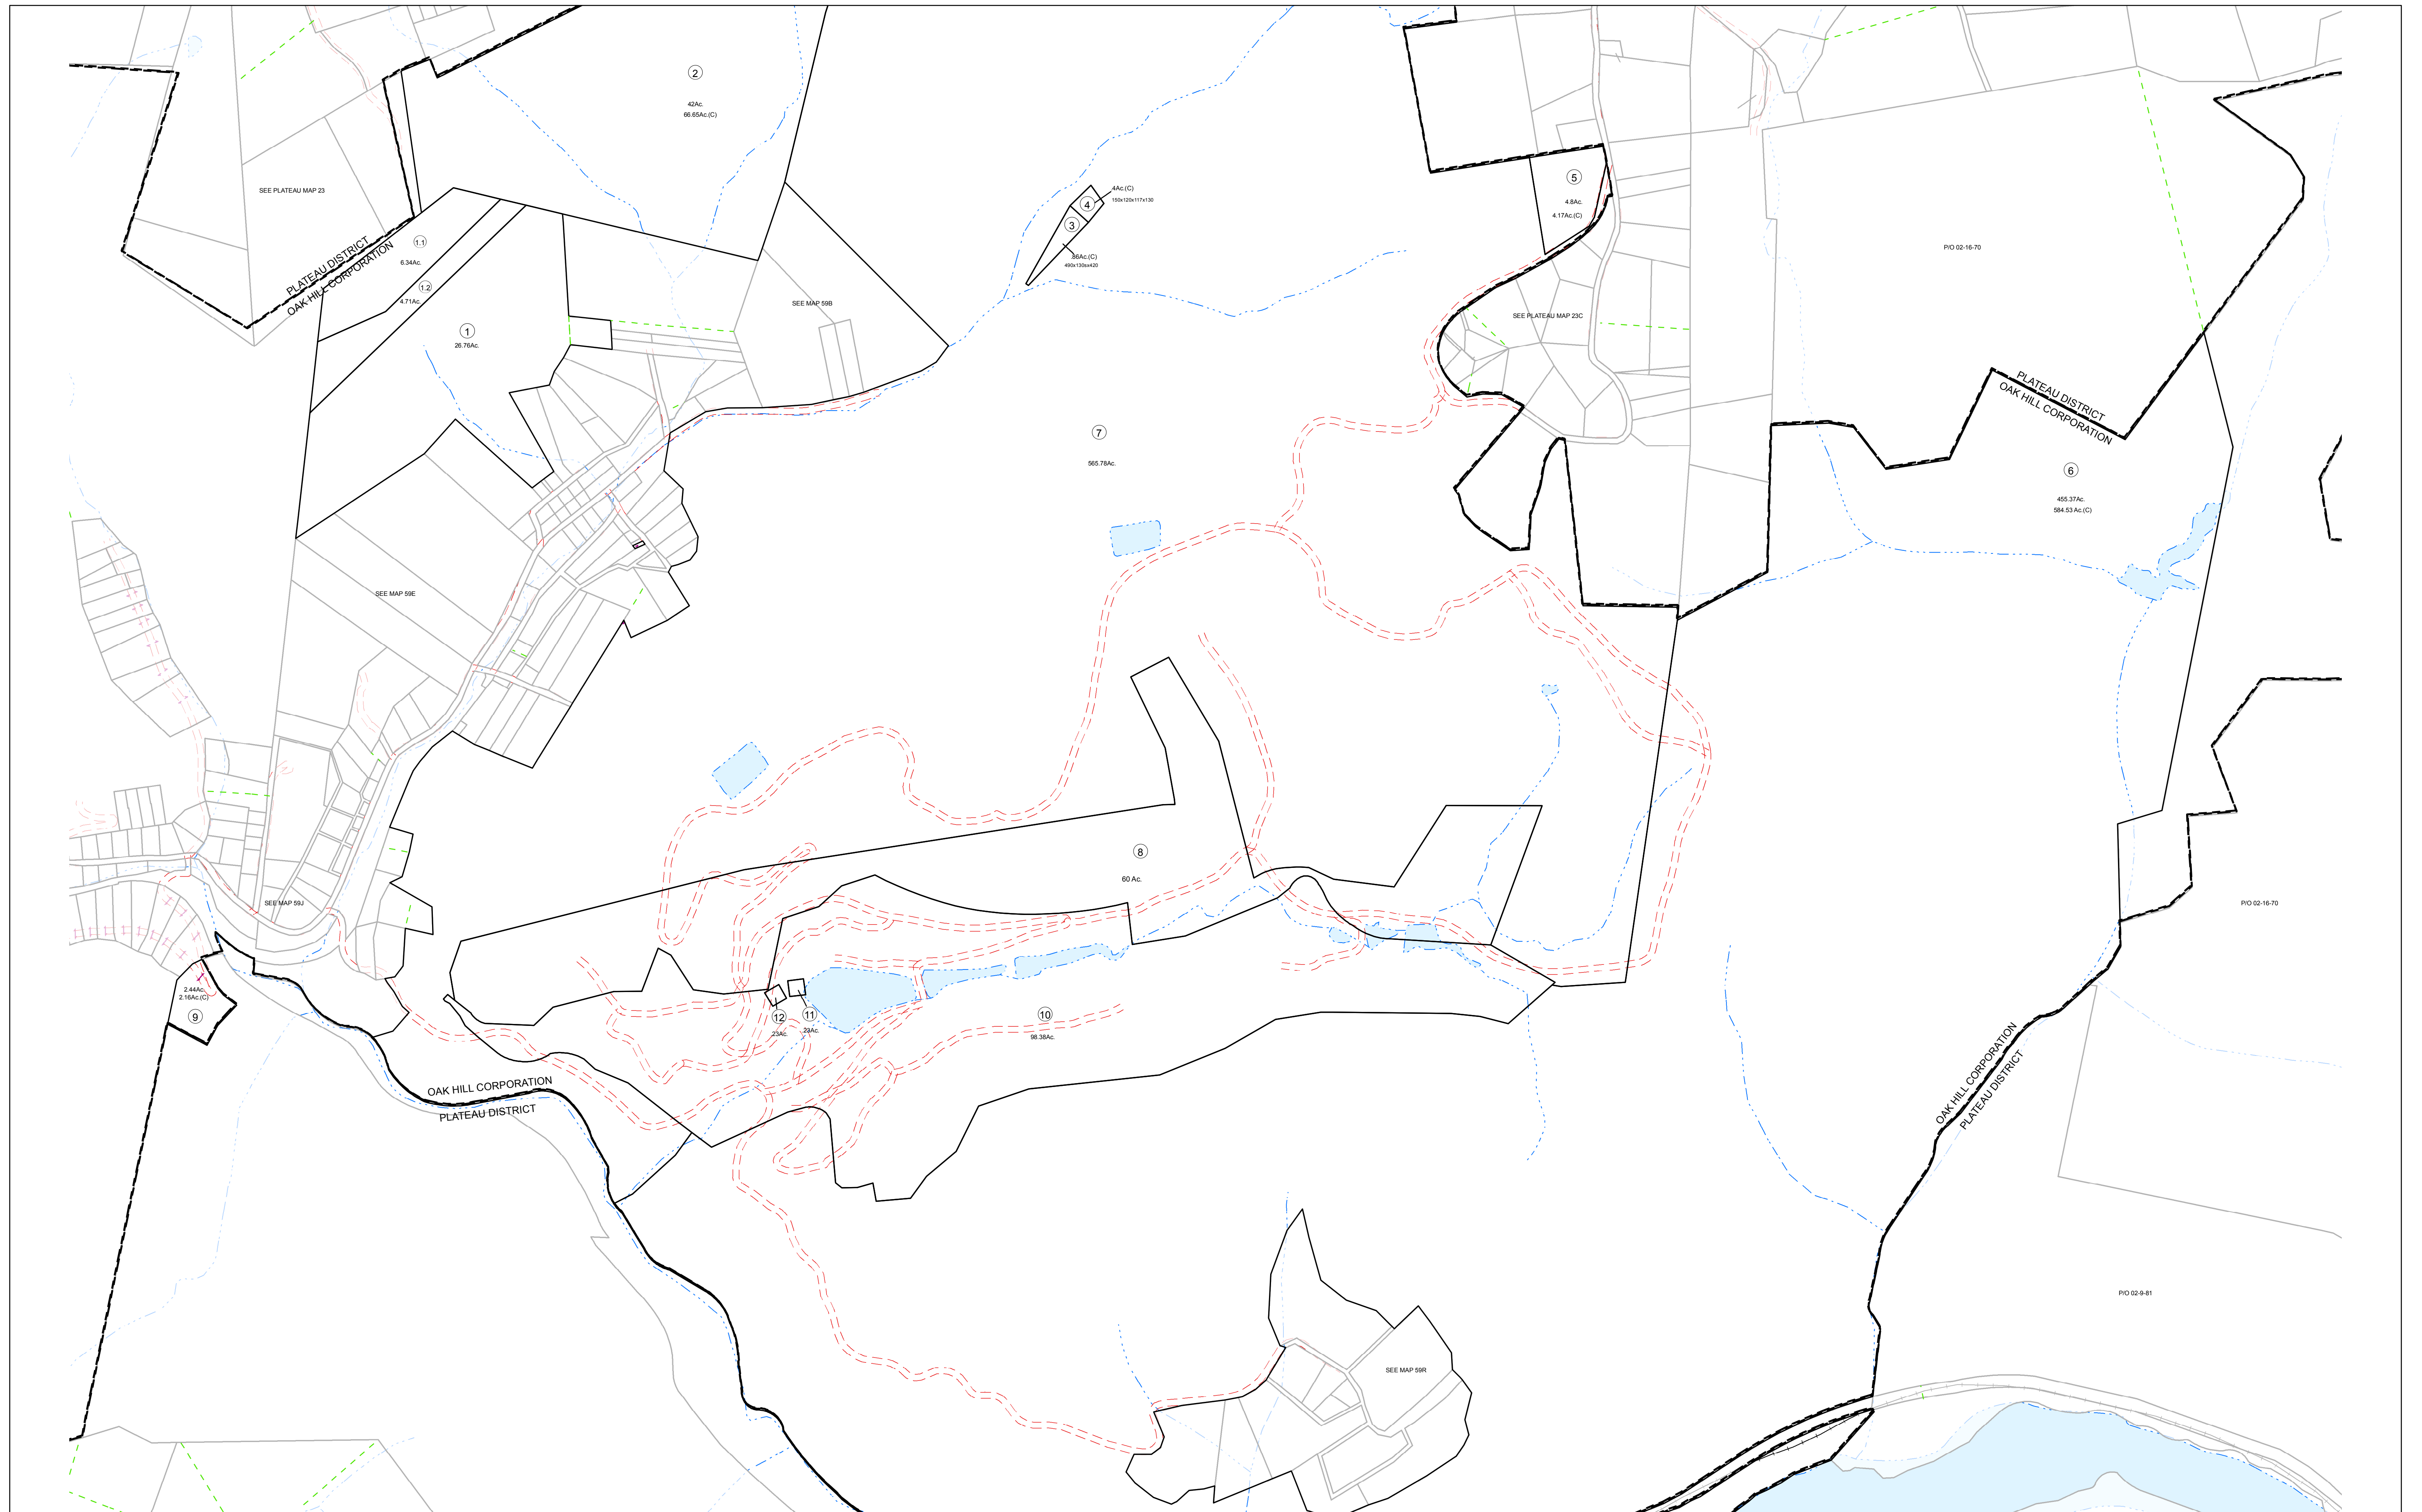 2
42Ac.
66.65Ac.(C)
SEE PLATEAU MAP 23
4Ac.(C)
150x120x117x130
4
3
.86Ac.(C)
490x130xx420
5
4.8Ac.
4.17Ac.(C)
P/O 02-16-70
PLATEAU DISTRICT
OAK HILL CORPORATION
1.1
6.34Ac.
1.2
4.71Ac.
1
26.76Ac.
SEE MAP 59B
SEE PLATEAU MAP 23C
PLATEAU DISTRICT
OAK HILL CORPORATION
7
565.78Ac.
6
455.37Ac.
584.53 Ac.(C)
SEE MAP 59E
8
60 Ac.
SEE MAP 59J
P/O 02-16-70
2.44Ac.
2.16Ac.(C)
9
12
.23Ac.
11
.23Ac.
10
98.38Ac.
OAK HILL CORPORATION
PLATEAU DISTRICT
OAK HILL CORPORATION
PLATEAU DISTRICT
P/O 02-9-81
SEE MAP 59R